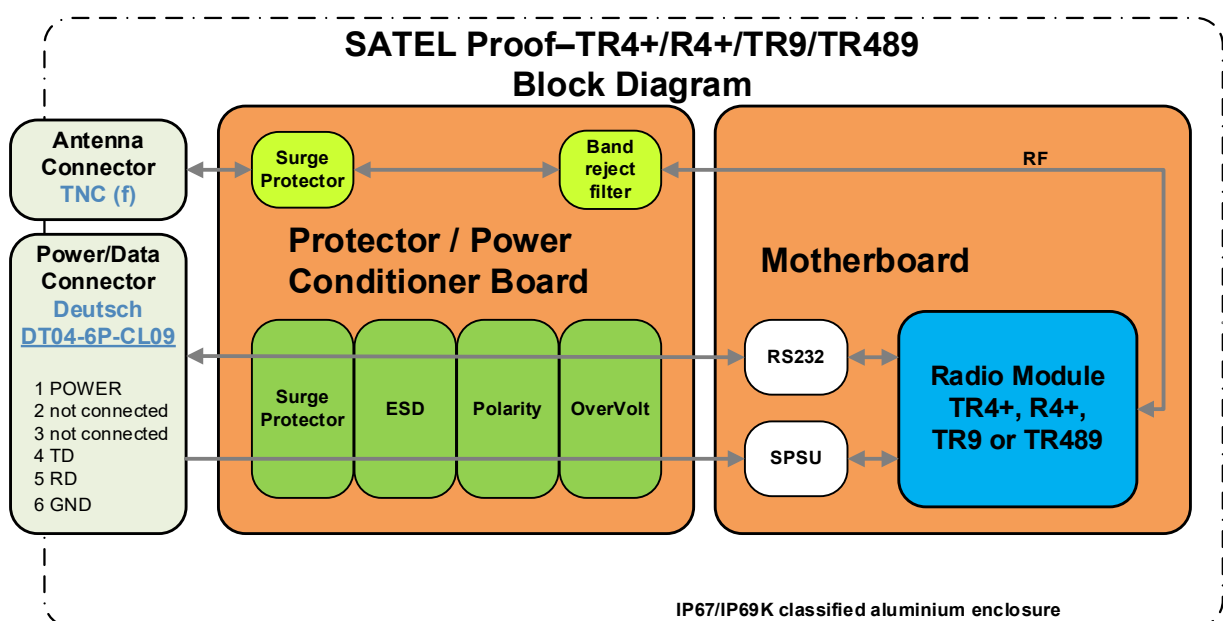 SATEL Proof–TR4+/R4+/TR9/TR489
Block Diagram
Antenna
Connector
TNC (f)
Surge
Protector
Band
reject
filter
RF
Power/Data
Connector
Deutsch
DT04-6P-CL09
1 POWER
2 not connected
3 not connected
4 TD
5 RD
6 GND
Protector / Power
Conditioner Board
Surge
Protector
ESD
Polarity
OverVolt
Motherboard
RS232
SPSU
Radio Module
TR4+, R4+,
TR9 or TR489
IP67/IP69K classified aluminium enclosure